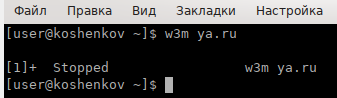 Файл Правка Вид Закладки Настройка
[user@koshenkov ~]$ w3m ya.ru
[1]+ Stopped w3m ya.ru
[user@koshenkov ~]$